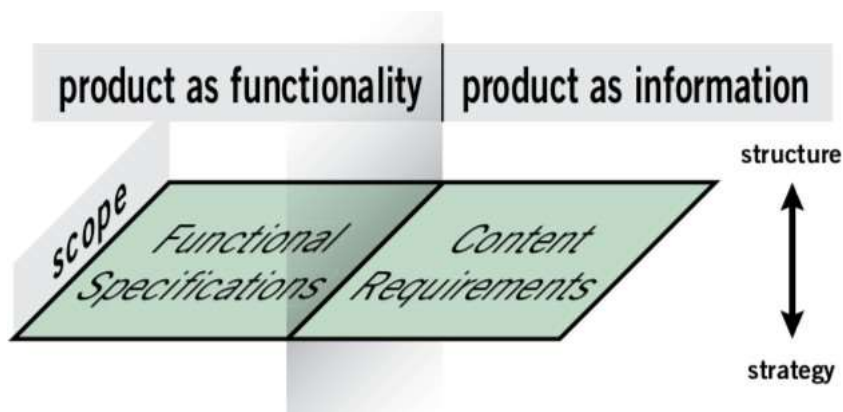 product as functionality
product as information
structure
scope
Functional
Specifications
Content
Requirements
strategy